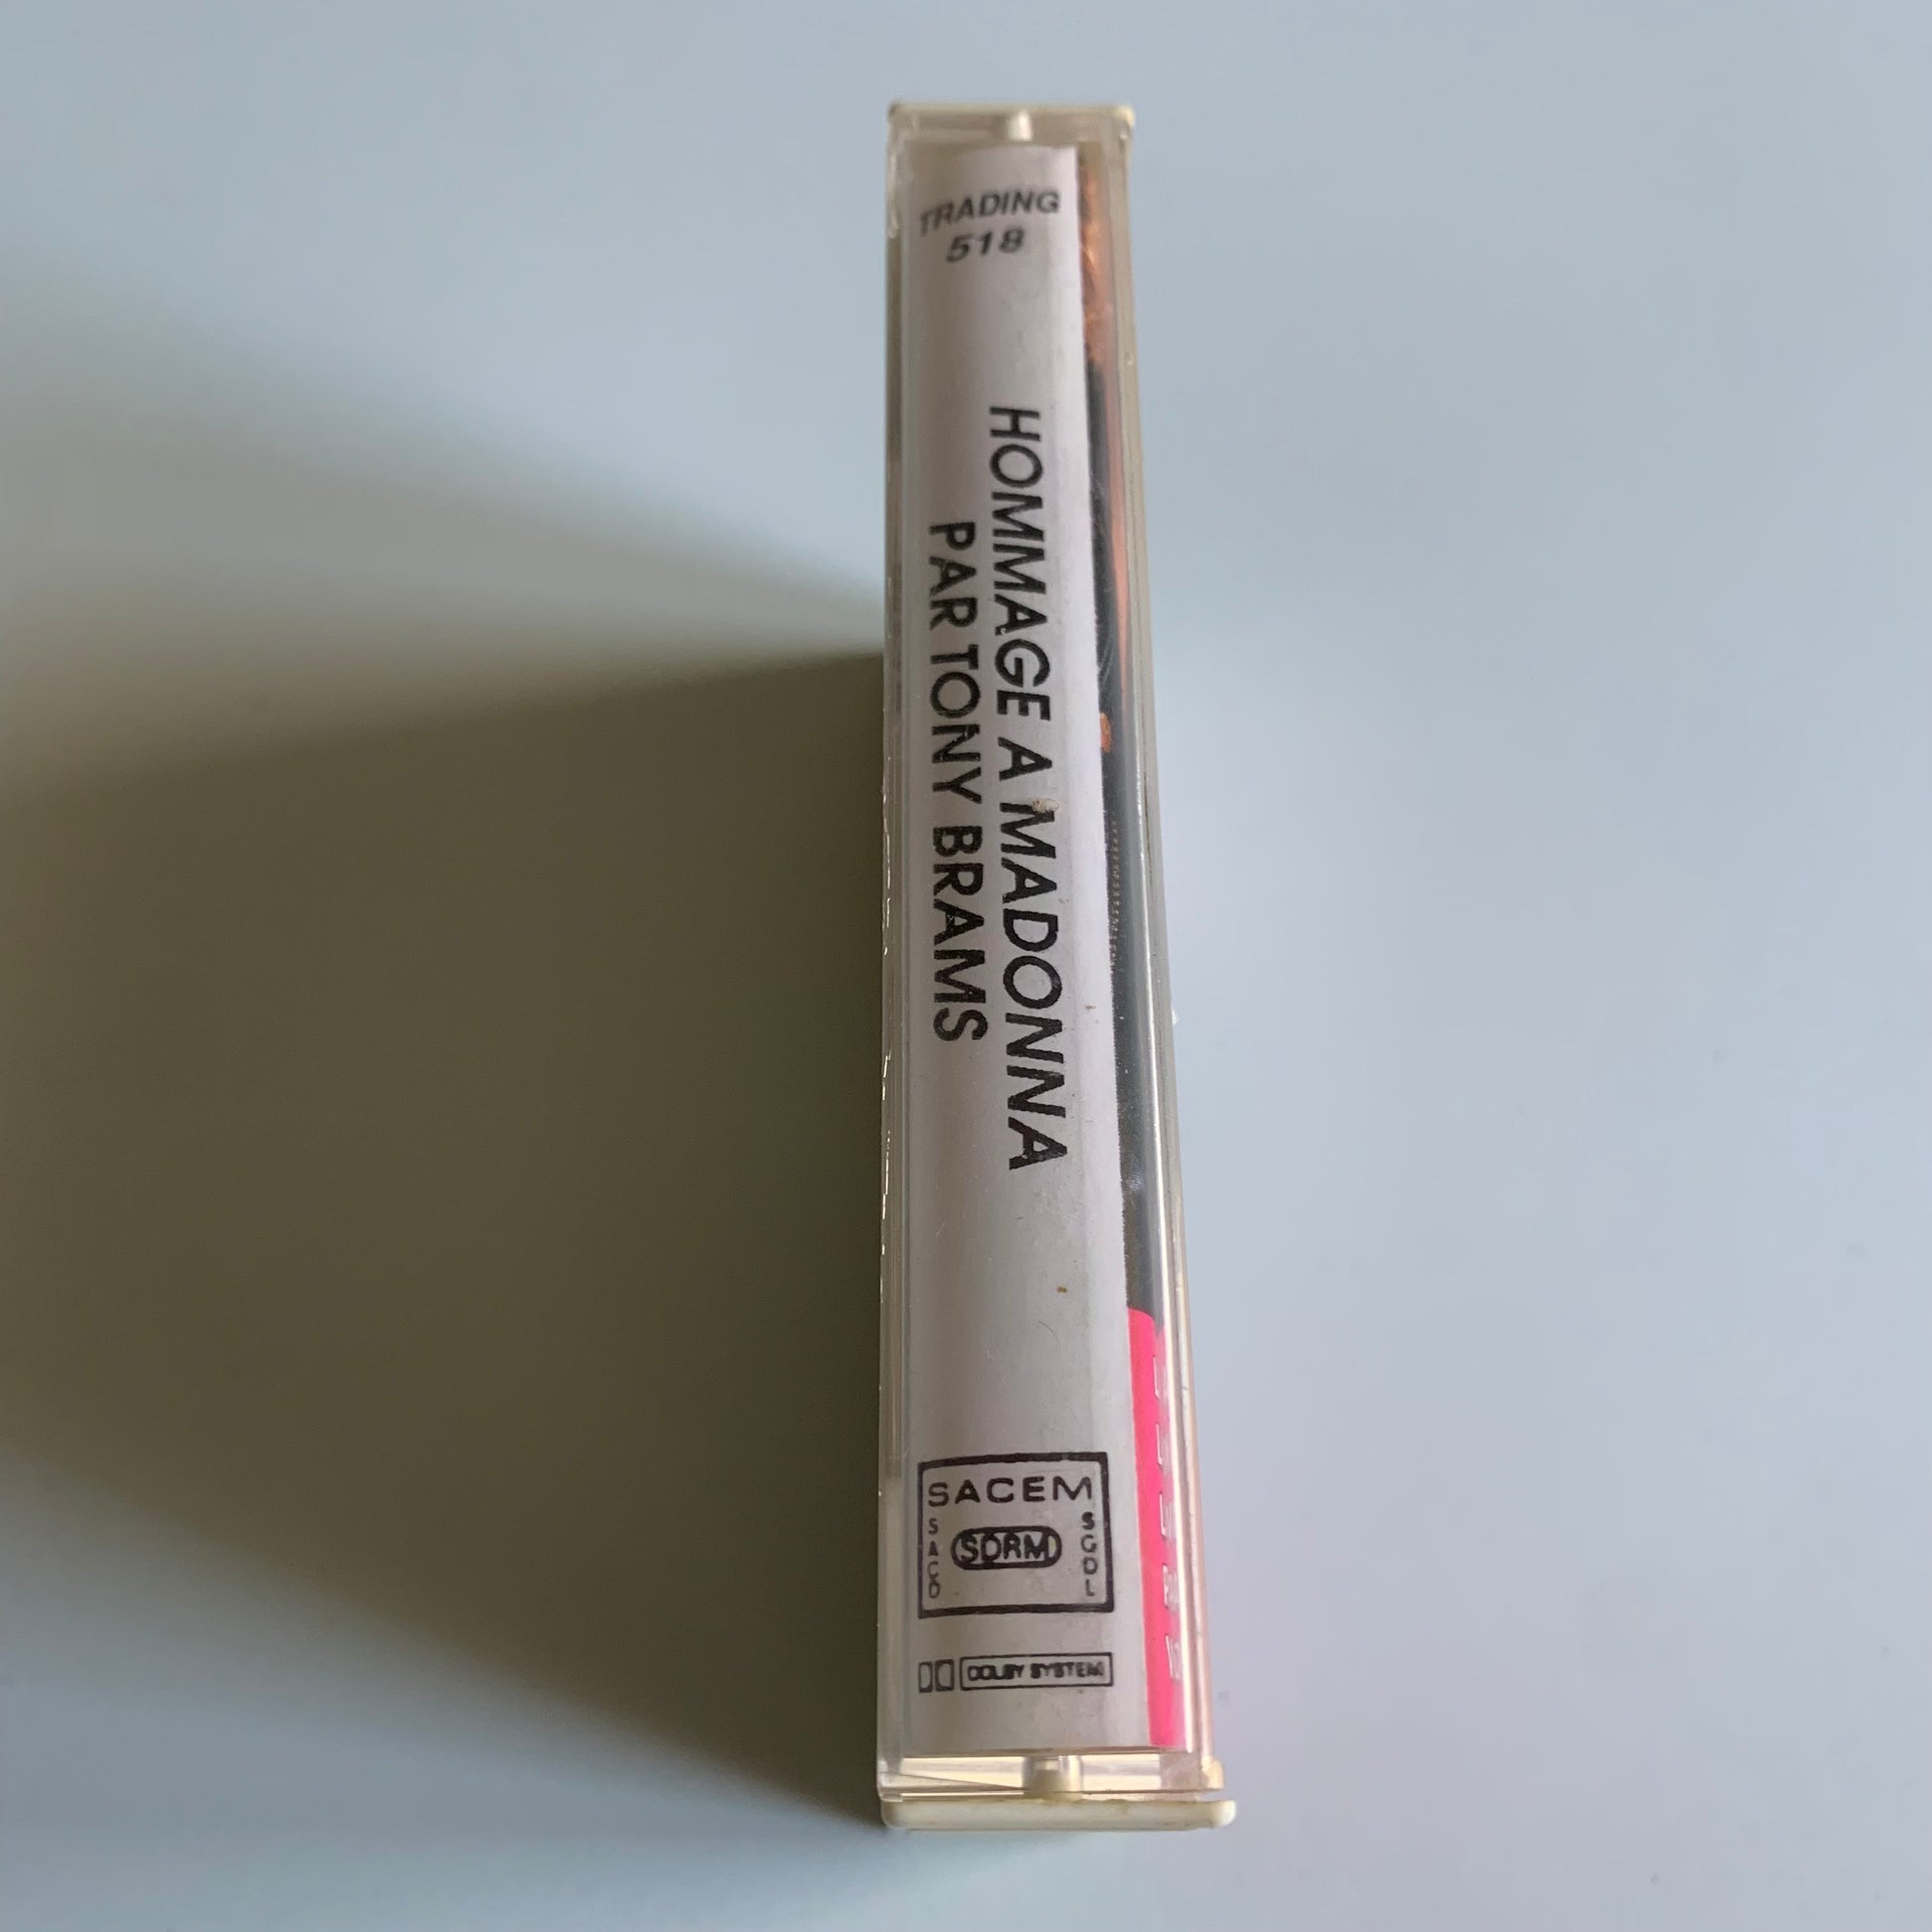 TRADING
518
HOMMAGE A MADONNA
PAR TONY BRAMS
SACEM
SACD
SDRM
SGDL
DOLBY SYSTEM